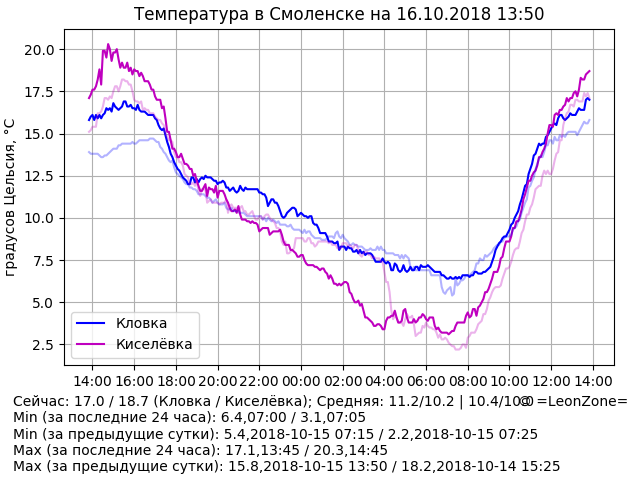 Температура в Смоленске на 16.10.2018 13:50
градусов Цельсия, °C
20.0
17.5
15.0
12.5
10.0
7.5
5.0
2.5
Кловка
Киселёвка
14:00 16:00 18:00 20:00 22:00 00:00 02:00 04:00 06:00 08:00 10:00 12:00 14:00
Сейчас: 17.0 / 18.7 (Кловка / Киселёвка); Средняя: 11.2/10.2 | 10.4/10.0 © =LeonZone=
Min (за последние 24 часа): 6.4,07:00 / 3.1,07:05
Min (за предыдущие сутки): 5.4,2018-10-15 07:15 / 2.2,2018-10-15 07:25
Max (за последние 24 часа): 17.1,13:45 / 20.3,14:45
Max (за предыдущие сутки): 15.8,2018-10-15 13:50 / 18.2,2018-10-14 15:25